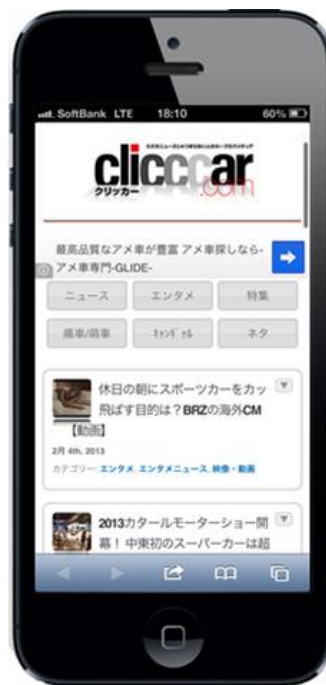 SoftBank LTE 18:10 60%
clicccar
クリッカー
.com
最高品質なアメ車が豊富 アメ車探しなら-
アメ車専門-GLIDE-
ニュース エンタメ 特集
痛車/萌車 ｷｬﾝｷﾞｬﾙ ネタ
休日の朝にスポーツカーをカッ
飛ばす目的は？BRZの海外CM
【動画】
2月 4th, 2013
カテゴリー: エンタメ, エンタメニュース, 映像・動画
2013カタールモーターショー開
幕！中東初のスーパーカーは超